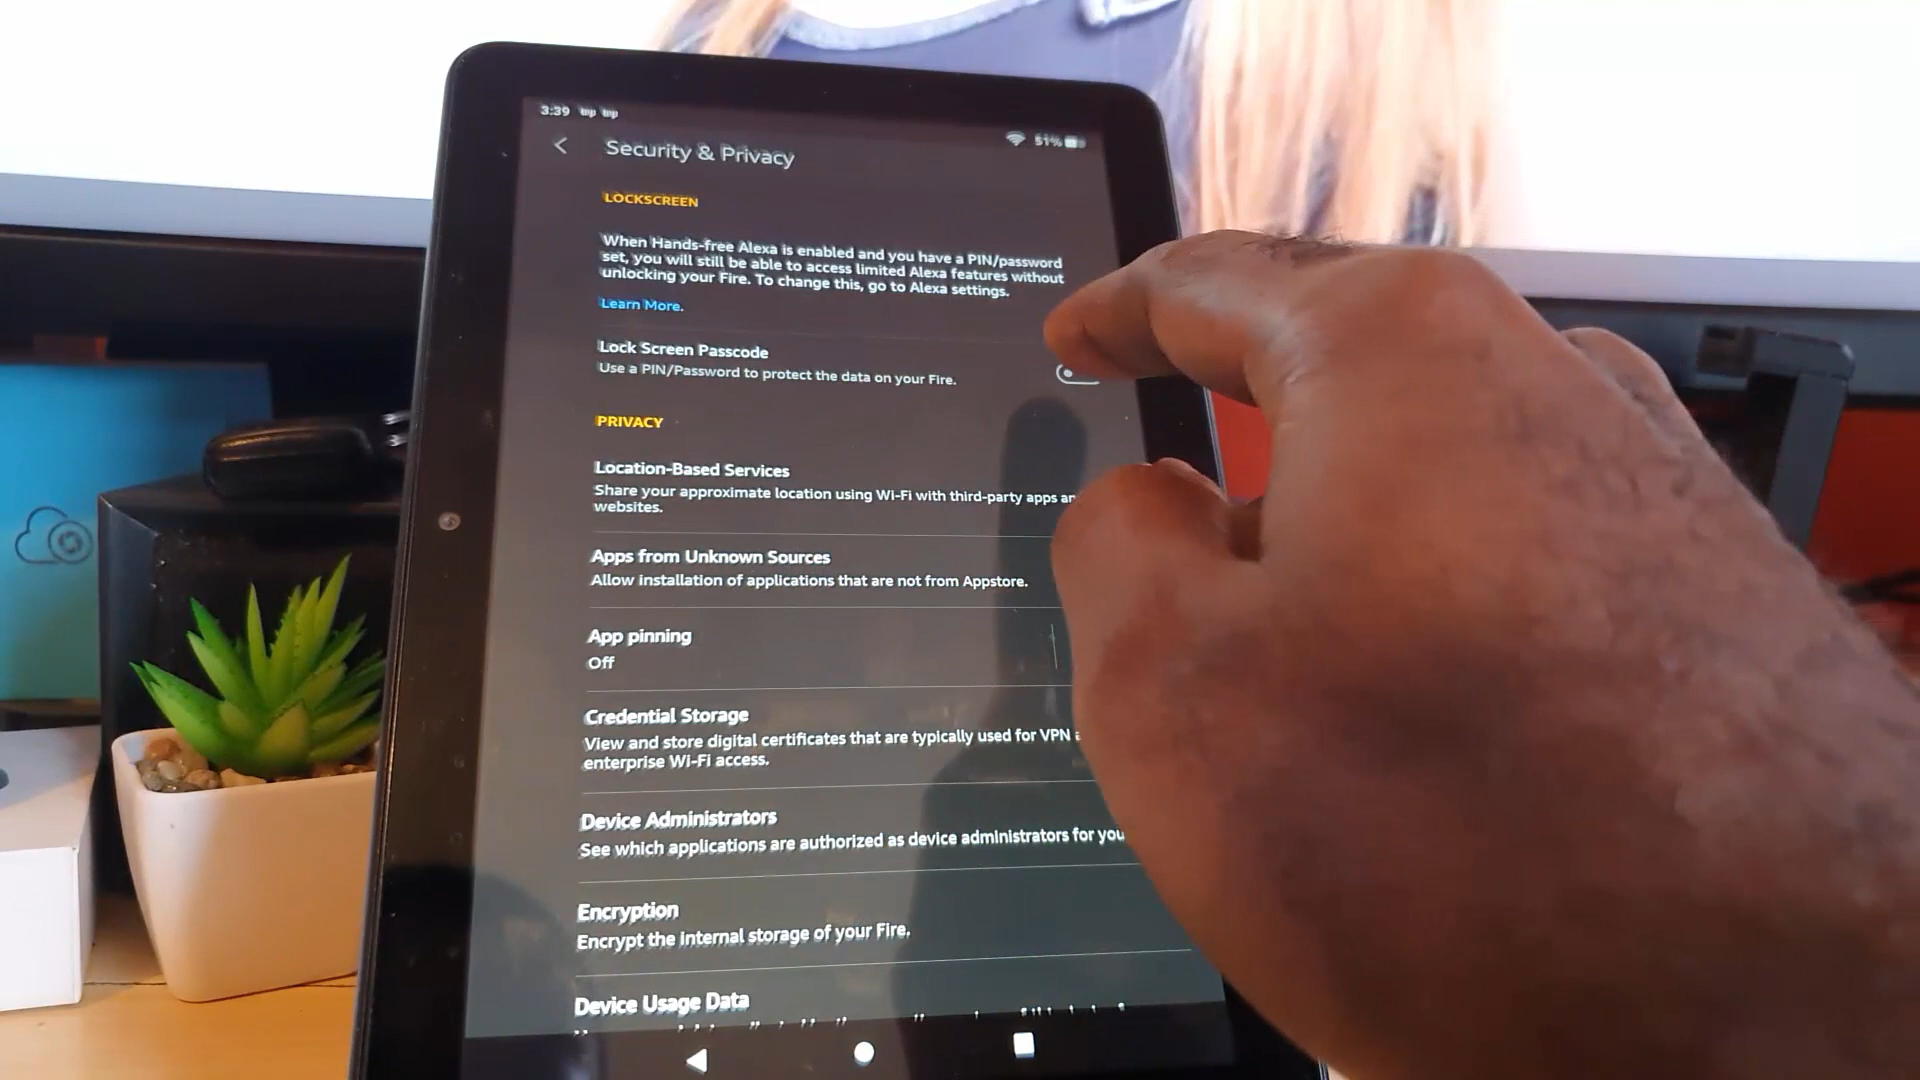 3:39
51%
Security & Privacy
LOCKSCREEN
When Hands-free Alexa is enabled and you have a PIN/password
set, you will still be able to access limited Alexa features without
unlocking your Fire. To change this, go to Alexa settings.
Learn More.
Lock Screen Passcode
Use a PIN/Password to protect the data on your Fire.
PRIVACY
Location-Based Services
Share your approximate location using Wi-Fi with third-party apps
websites.
Apps from Unknown Sources
Allow installation of applications that are not from Appstore.
App pinning
Off
Credential Storage
View and store digital certificates that are typically used for VPN
enterprise Wi-Fi access.
Device Administrators
See which applications are authorized as device administrators for
Encryption
Encrypt the internal storage of your Fire.
Device Usage Data